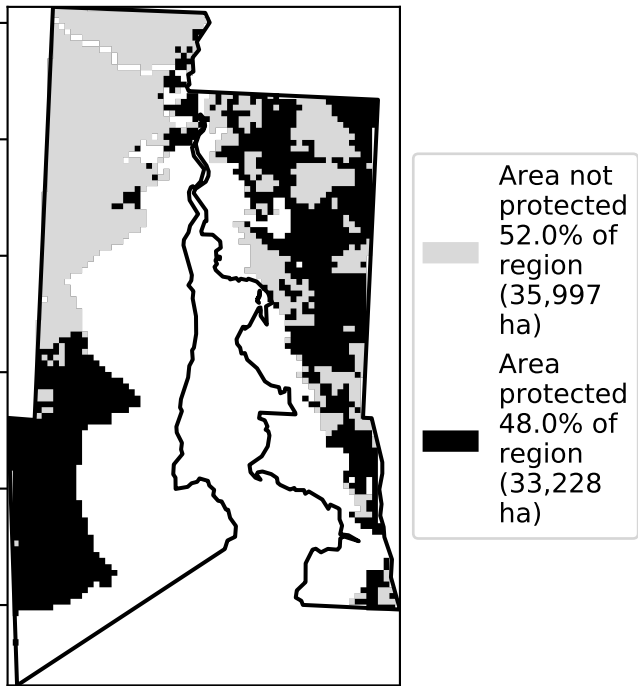 Area not
protected
52.0% of
region
(35,997
ha)
Area
protected
48.0% of
region
(33,228
ha)